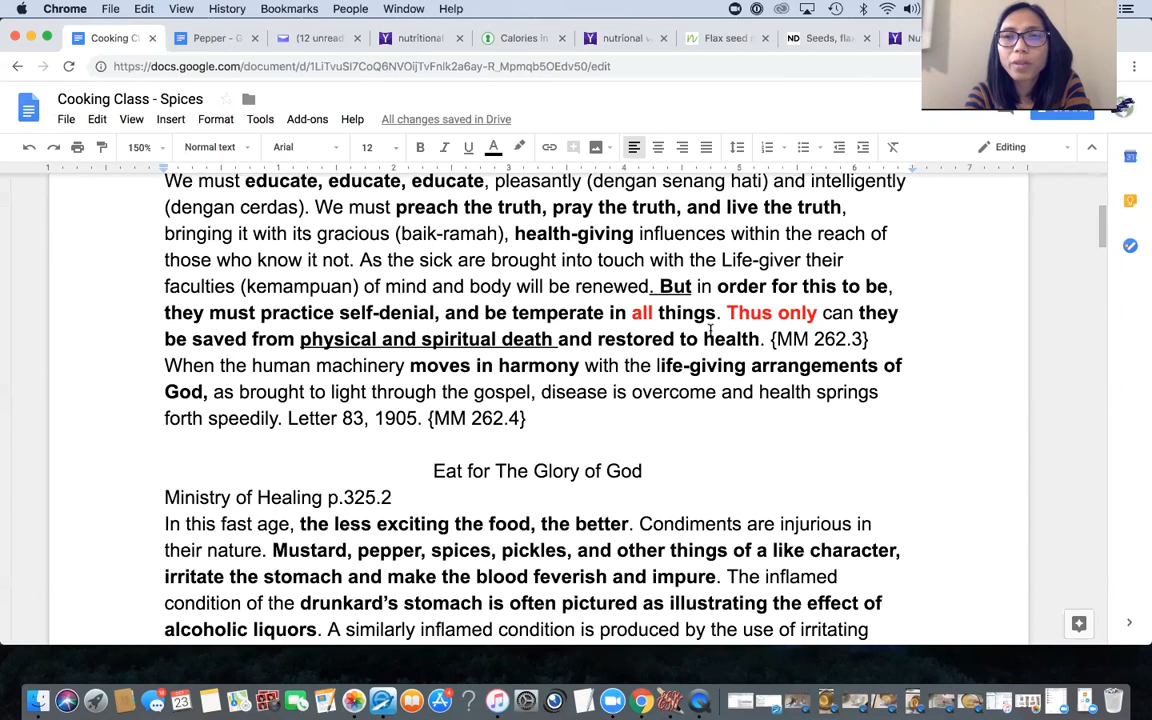 Chrome File Edit View History Bookmarks People Window Help
Cooking C
Pepper - G
(12 unread
nutritional
Calories in
nutrional v
Flax seed n
Seeds, flax
Nu
https://docs.google.com/document/d/1LiTvuSI7CoQ6NVOijTvFnlk2a6ay-R_Mpmqb5OEdv50/edit
Cooking Class - Spices
File Edit View Insert Format Tools Add-ons Help All changes saved in Drive
150% Normal text Arial 12 B I U A Editing
1 1 2 3 4 5 6 7
We must educate, educate, educate, pleasantly (dengan senang hati) and intelligently
(dengan cerdas). We must preach the truth, pray the truth, and live the truth,
bringing it with its gracious (baik-ramah), health-giving influences within the reach of
those who know it not. As the sick are brought into touch with the Life-giver their
faculties (kemampuan) of mind and body will be renewed. But in order for this to be,
they must practice self-denial, and be temperate in all things. Thus only can they
be saved from physical and spiritual death and restored to health. {MM 262.3}
When the human machinery moves in harmony with the life-giving arrangements of
God, as brought to light through the gospel, disease is overcome and health springs
forth speedily. Letter 83, 1905. {MM 262.4}
Eat for The Glory of God
Ministry of Healing p.325.2
In this fast age, the less exciting the food, the better. Condiments are injurious in
their nature. Mustard, pepper, spices, pickles, and other things of a like character,
irritate the stomach and make the blood feverish and impure. The inflamed
condition of the drunkard’s stomach is often pictured as illustrating the effect of
alcoholic liquors. A similarly inflamed condition is produced by the use of irritating